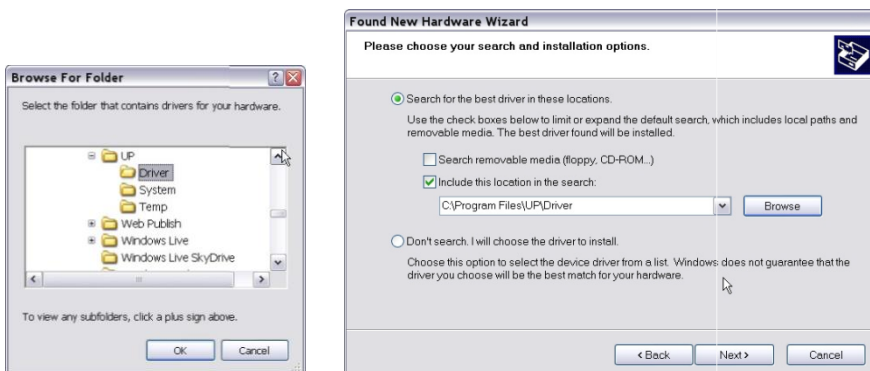 Browse For Folder
Select the folder that contains drivers for your hardware.
UP
Driver
System
Temp
Web Publish
Windows Live
Windows Live SkyDrive
To view any subfolders, click a plus sign above.
OK
Cancel
Found New Hardware Wizard
Please choose your search and installation options.
Search for the best driver in these locations.
Use the check boxes below to limit or expand the default search, which includes local paths and
removable media. The best driver found will be installed.
Search removable media (floppy, CD-ROM...)
Include this location in the search:
C:\Program Files\UP\Driver
Browse
Don't search. I will choose the driver to install.
Choose this option to select the device driver from a list. Windows does not guarantee that the
driver you choose will be the best match for your hardware.
< Back
Next >
Cancel